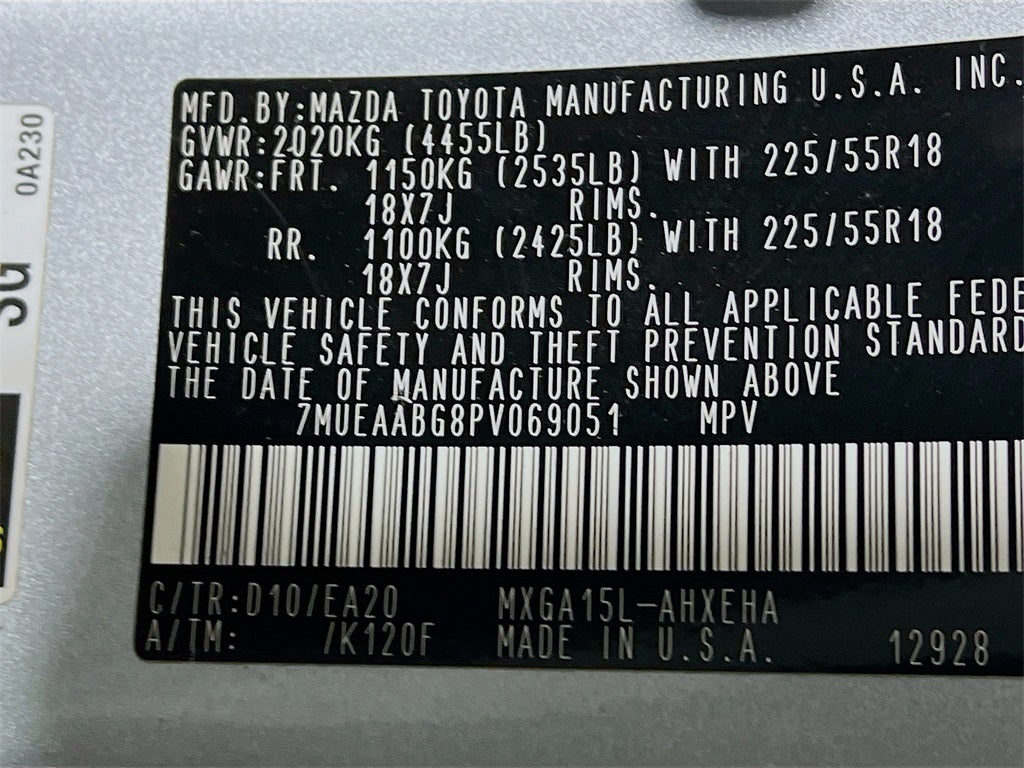 MFD.BY:MAZDA TOYOTA MANUFACTURING U.S.A. INC.
GVWR:2020KG (4455LB)
GAWR:FRT. 1150KG (2535LB) WITH 225/55R18
18X7J RIMS.
RR. 1100KG (2425LB) WITH 225/55R18
18X7J RIMS.
THIS VEHICLE CONFORMS TO ALL APPLICABLE FEDE
VEHICLE SAFETY AND THEFT PREVENTION STANDARD
THE DATE OF MANUFACTURE SHOWN ABOVE
7MUEAABG8PV069051 MPV
C/TR:D10/EA20 MXGA15L-AHXEHA
A/TM: /K120F MADE IN U.S.A. 12928
0A230
SG